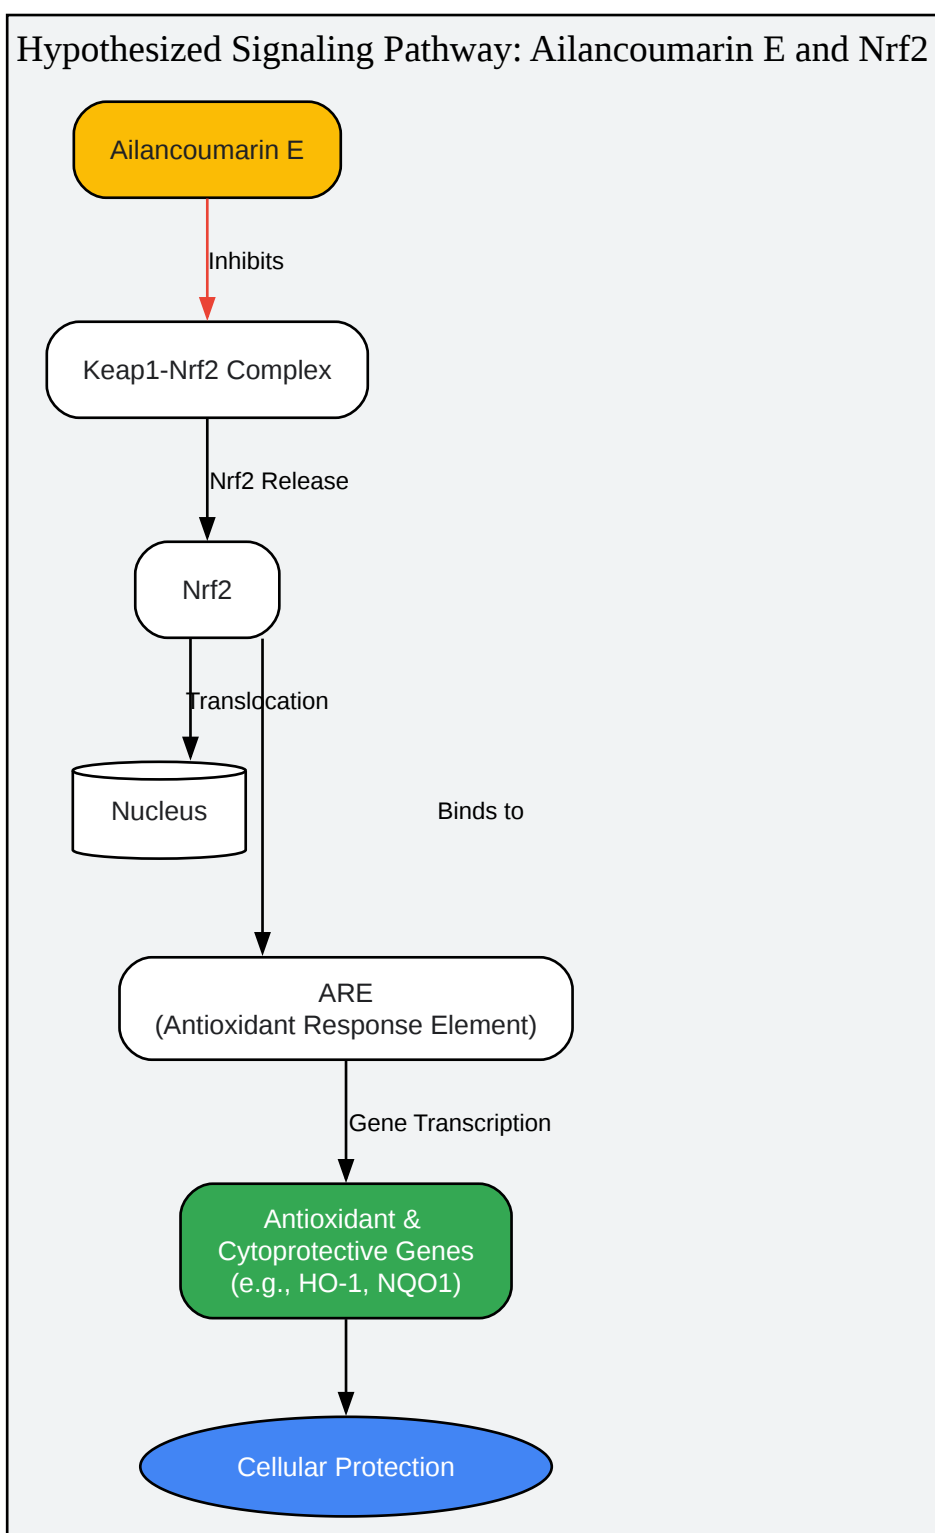 Hypothesized Signaling Pathway: Ailancoumarin E and Nrf2
Ailancoumarin E
Inhibits
Keap1-Nrf2 Complex
Nrf2 Release
Nrf2
Translocation
Nucleus
Binds to
ARE
(Antioxidant Response Element)
Gene Transcription
Antioxidant &
Cytoprotective Genes
(e.g., HO-1, NQO1)
Cellular Protection